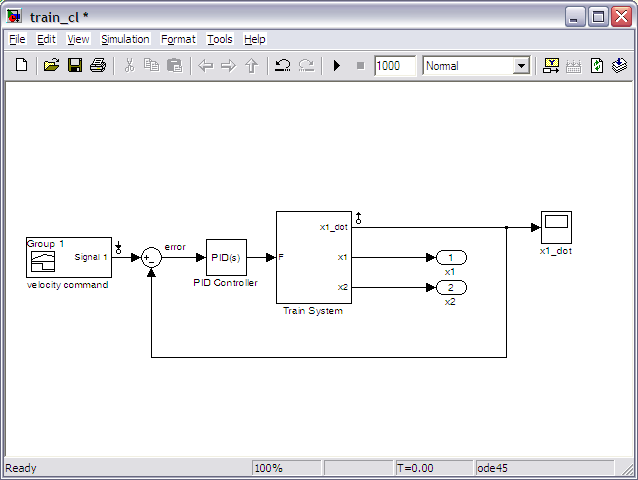 train_cl *
File Edit View Simulation Format Tools Help
1000 Normal
Group 1
Signal 1
velocity command
error
PID(s)
PID Controller
F
x1_dot
x1
x2
Train System
x1_dot
1
x1
2
x2
Ready 100% T=0.00 ode45